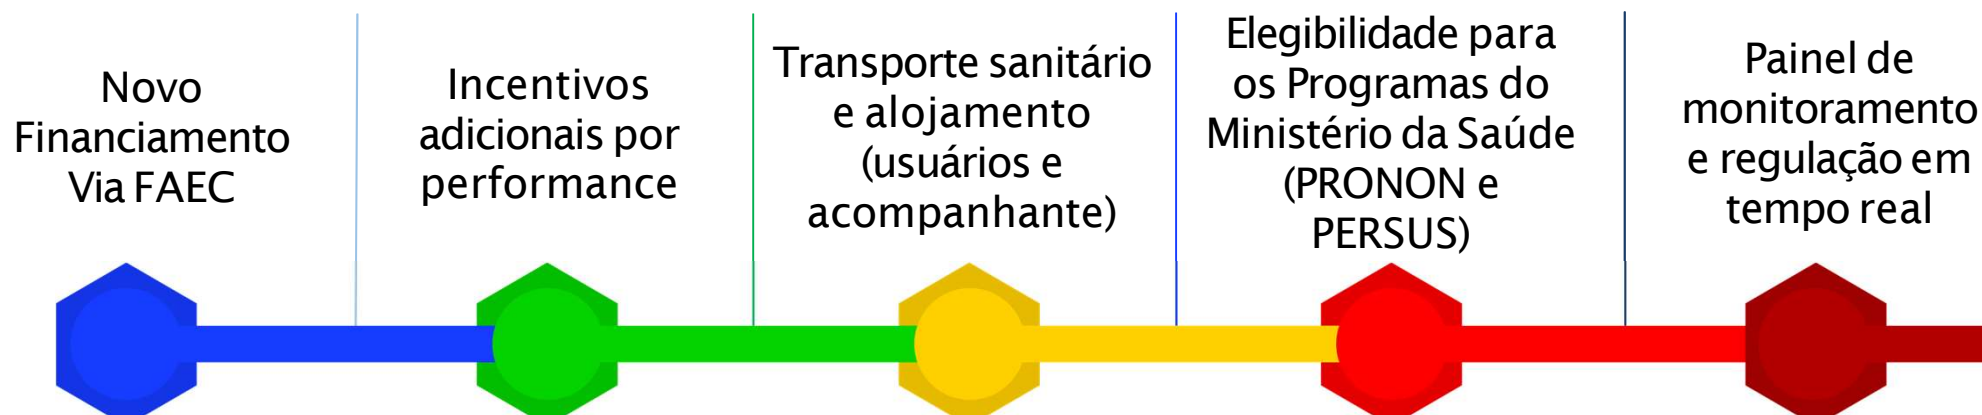 Novo
Financiamento
Via FAEC
Incentivos
adicionais por
performance
Transporte sanitário
e alojamento
(usuários e
acompanhante)
Elegibilidade para
os Programas do
Ministério da Saúde
(PRONON e
PERSUS)
Painel de
monitoramento
e regulação em
tempo real